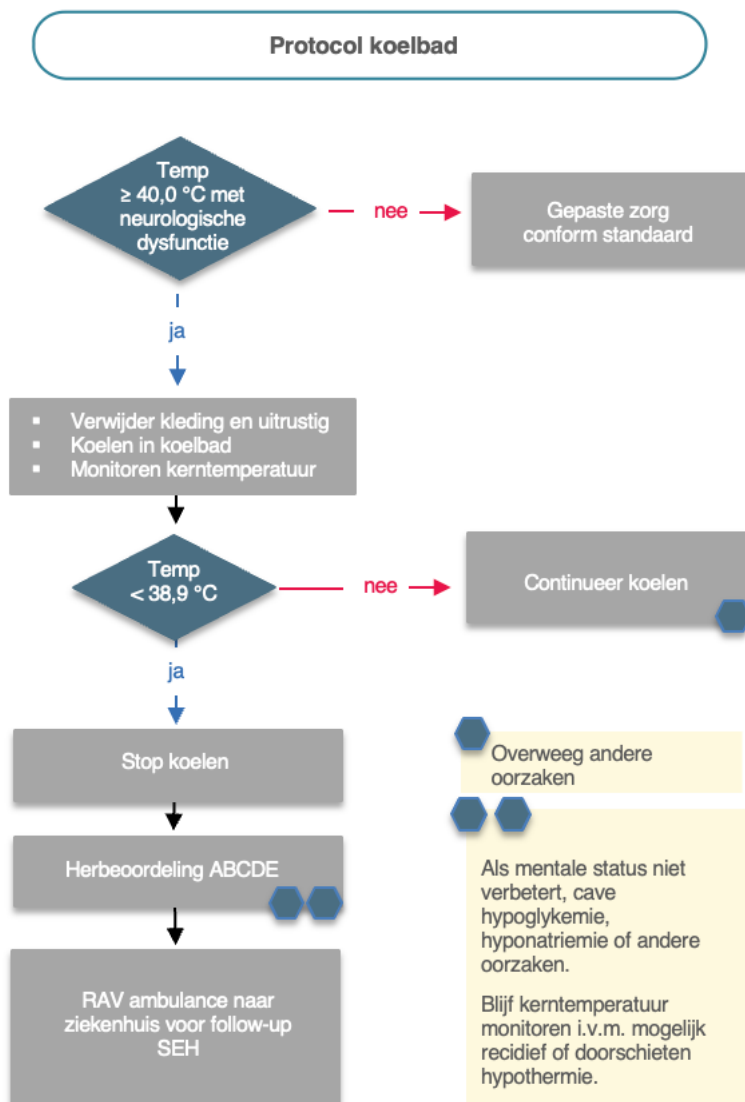 Protocol koelbad
Temp
≥ 40,0 °C met
neurologische
dysfunctie
nee
Gepaste zorg
conform standaard
ja
▪ Verwijder kleding en uitrustig
▪ Koelen in koelbad
▪ Monitoren kerntemperatuur
Temp
< 38,9 °C
nee
Continueer koelen
ja
Stop koelen
Herbeoordeling ABCDE
RAV ambulance naar
ziekenhuis voor follow-up
SEH
Overweeg andere
oorzaken
Als mentale status niet
verbetert, cave
hypoglykemie,
hyponatriemie of andere
oorzaken.
Blijf kerntemperatuur
monitoren i.v.m. mogelijk
recidief of doorschieten
hypothermie.